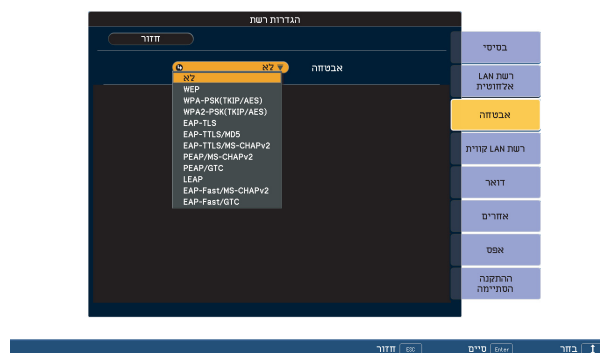 הגדרות רשת
חזור
אבטחה
לא
לא
WEP
WPA-PSK(TKIP/AES)
WPA2-PSK(TKIP/AES)
EAP-TLS
EAP-TTLS/MD5
EAP-TTLS/MS-CHAPv2
PEAP/MS-CHAPv2
PEAP/GTC
LEAP
EAP-Fast/MS-CHAPv2
EAP-Fast/GTC
בסיסי
רשת LAN
אלחוטית
אבטחה
רשת LAN קווית
דואר
אחרים
אפס
ההתקנה
הסתיימה
בחר
Enter סיים
ESC חזור